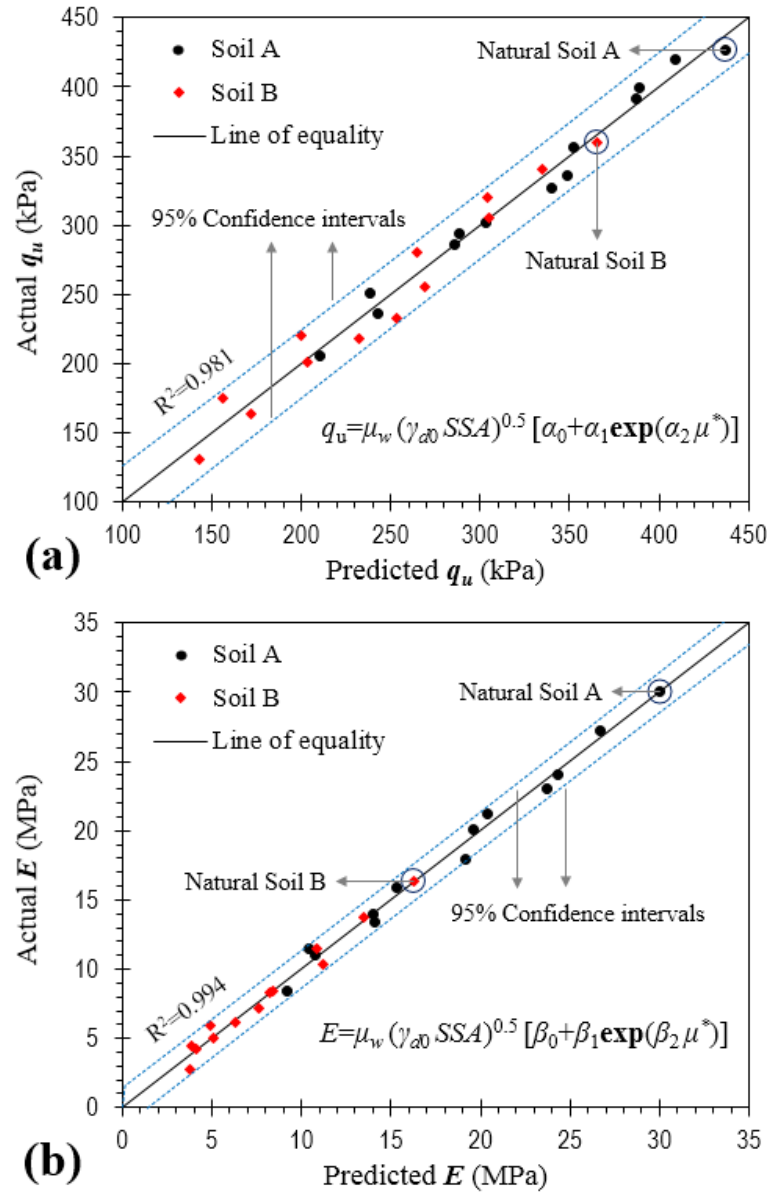 450
400
350
300
250
200
150
100
Actual qᵤ (kPa)
Soil A
Soil B
Line of equality
Natural Soil A
95% Confidence intervals
Natural Soil B
R²=0.981
qᵤ=μ_w (γ_d0 SSA)^0.5 [α₀+α₁exp(α₂ μ*)]
100 150 200 250 300 350 400 450
Predicted qᵤ (kPa)
(a)
35
30
25
20
15
10
5
0
Actual E (MPa)
Soil A
Soil B
Line of equality
Natural Soil A
Natural Soil B
95% Confidence intervals
R²=0.994
E=μ_w (γ_d0 SSA)^0.5 [β₀+β₁exp(β₂ μ*)]
0 5 10 15 20 25 30 35
Predicted E (MPa)
(b)